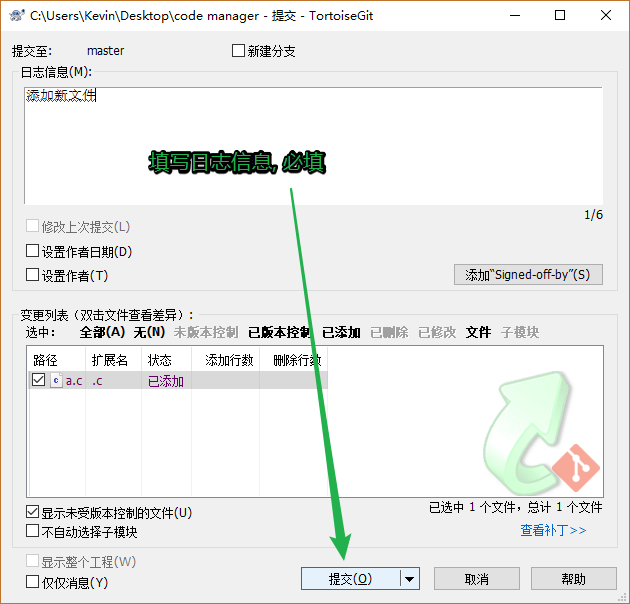 C:\Users\Kevin\Desktop\code manager - 提交 - TortoiseGit
提交至: master 新建分支
日志信息(M):
添加新文件
填写日志信息, 必填
1/6
修改上次提交(L)
设置作者日期(D)
设置作者(T)
添加“Signed-off-by”(S)
变更列表（双击文件查看差异）:
选中: 全部(A) 无(N) 未版本控制 已版本控制 已添加 已删除 已修改 文件 子模块
路径 扩展名 状态 添加行数 删除行数
c a.c .c 已添加
显示未受版本控制的文件(U) 已选中 1 个文件，总计 1 个文件
不自动选择子模块 查看补丁>>
显示整个工程(W)
仅仅消息(Y) 提交(O) 取消 帮助